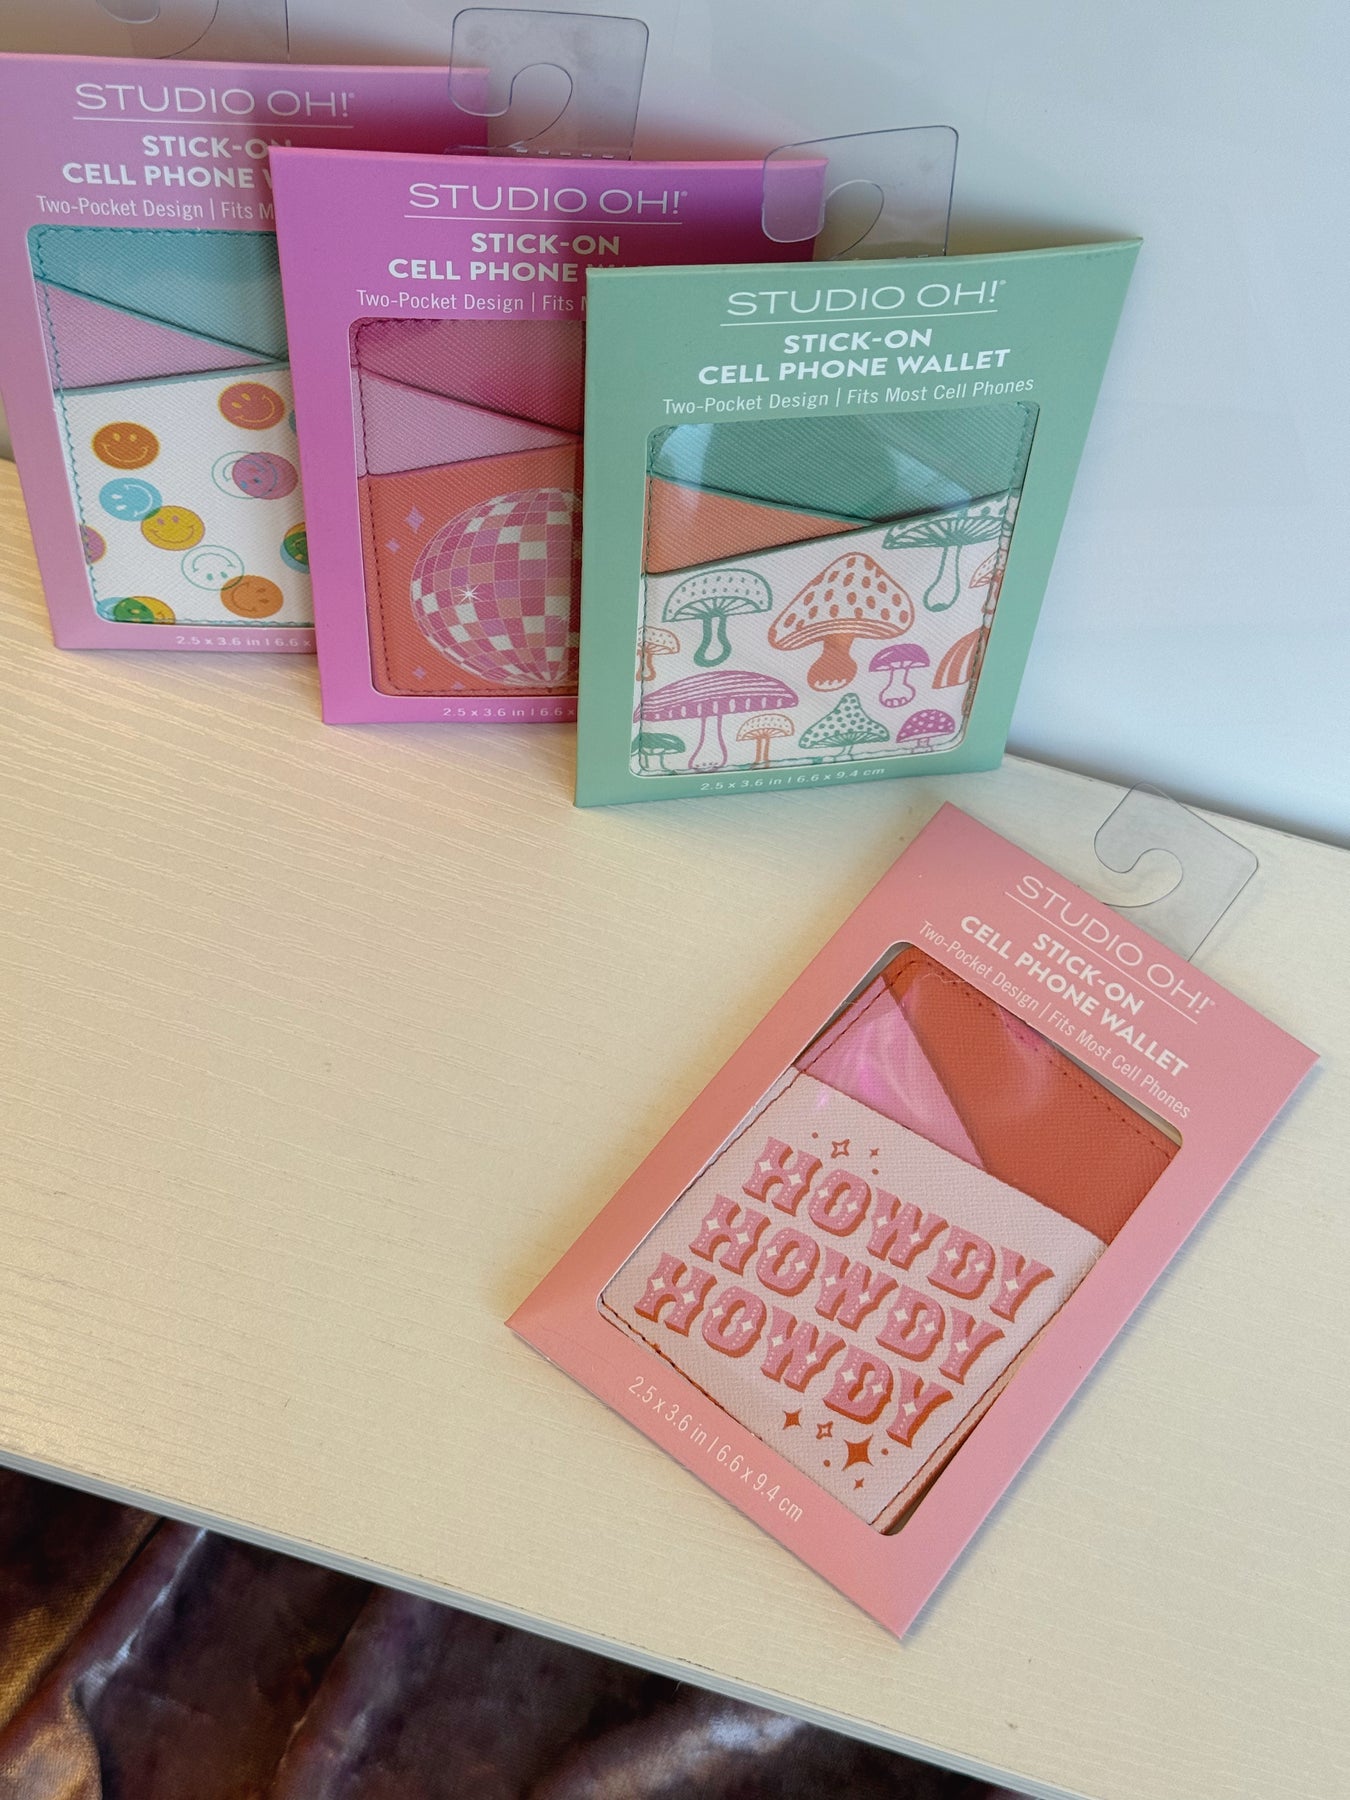 STUDIO OH!®
STICK-ON
CELL PHONE
Two-Pocket Design | Fits
2.5 x 3.6 in | 6.6 x
STUDIO OH!®
STICK-ON
CELL PHONE
Two-Pocket Design | Fits
2.5 x 3.6 in | 6.6 x
STUDIO OH!®
STICK-ON
CELL PHONE WALLET
Two-Pocket Design | Fits Most Cell Phones
2.5 x 3.6 in | 6.6 x 9.4 cm
STUDIO OH!®
STICK-ON
CELL PHONE WALLET
Two-Pocket Design | Fits Most Cell Phones
HOWDY
HOWDY
HOWDY
2.5 x 3.6 in | 6.6 x 9.4 cm